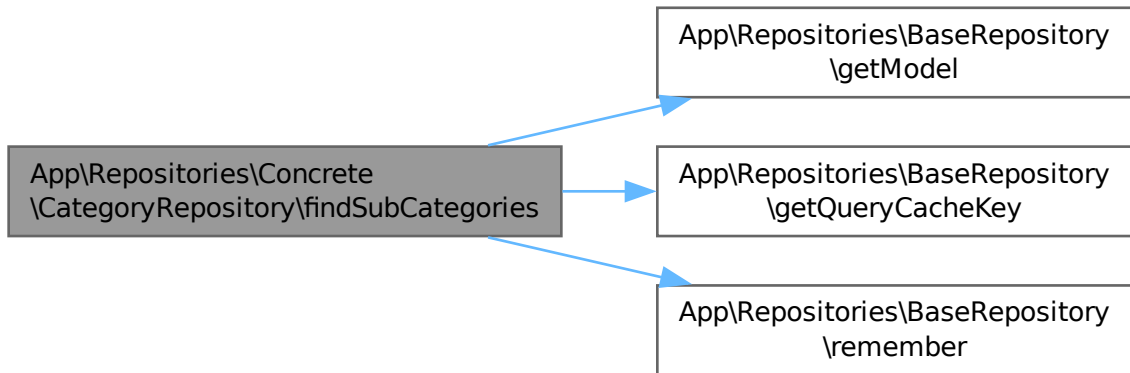 App\Repositories\BaseRepository
\getModel
App\Repositories\Concrete
\CategoryRepository\findSubCategories
App\Repositories\BaseRepository
\getQueryCacheKey
App\Repositories\BaseRepository
\remember